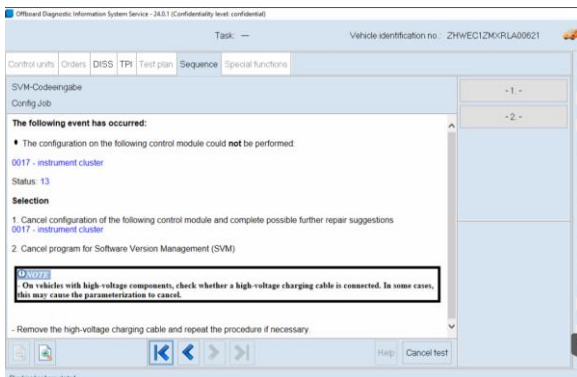 Offboard Diagnostic Information System Service - 24.0.1 (Confidentiality level: confidential)
Task: —
Vehicle identification no.: ZHWEC1ZMXRLA00621
Control units Orders DISS TPI Test plan Sequence Special functions
SVM-Codeeingabe
Config Job
- 1. -
- 2. -
The following event has occurred:
• The configuration on the following control module could not be performed:
0017 - instrument cluster
Status: 13
Selection
1. Cancel configuration of the following control module and complete possible further repair suggestions
0017 - instrument cluster
2. Cancel program for Software Version Management (SVM)
NOTE
- On vehicles with high-voltage components, check whether a high-voltage charging cable is connected. In some cases,
this may cause the parameterization to cancel.
- Remove the high-voltage charging cable and repeat the procedure if necessary.
Help
Cancel test